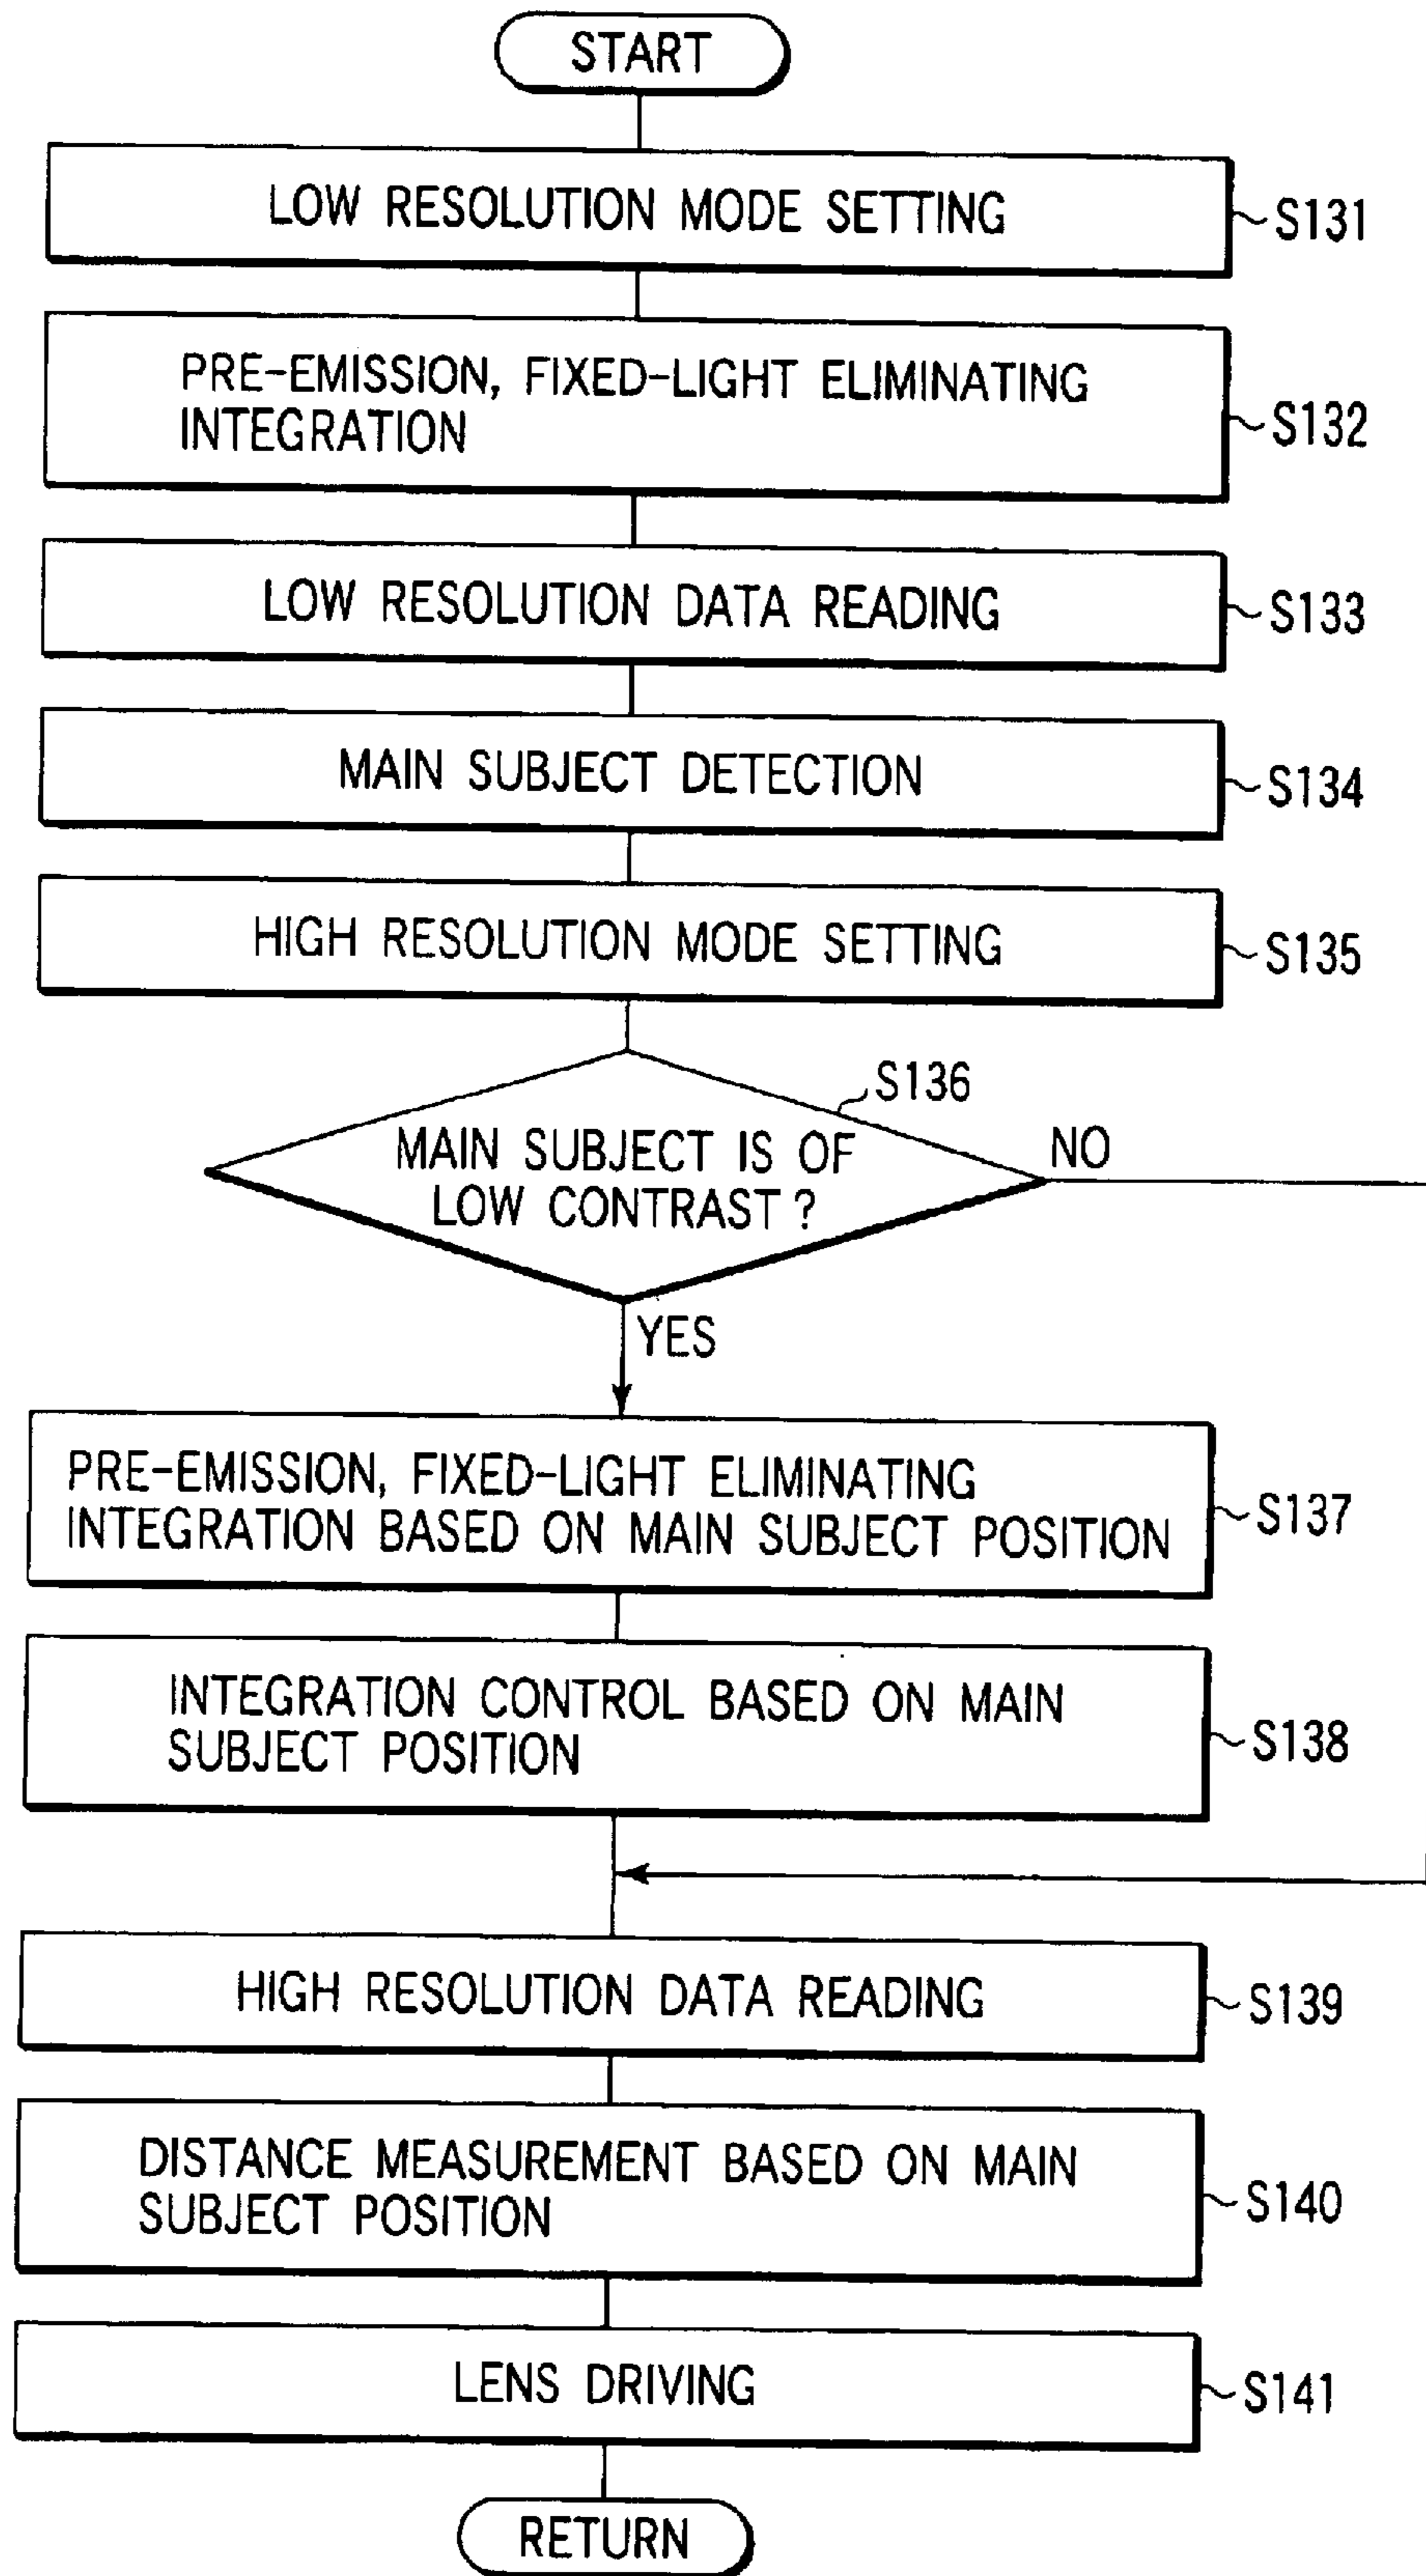 START
LOW RESOLUTION MODE SETTING
S131
PRE-EMISSION, FIXED-LIGHT ELIMINATING
INTEGRATION
S132
LOW RESOLUTION DATA READING
S133
MAIN SUBJECT DETECTION
S134
HIGH RESOLUTION MODE SETTING
S135
S136
MAIN SUBJECT IS OF
LOW CONTRAST ?
NO
YES
PRE-EMISSION, FIXED-LIGHT ELIMINATING
INTEGRATION BASED ON MAIN SUBJECT POSITION
S137
INTEGRATION CONTROL BASED ON MAIN
SUBJECT POSITION
S138
HIGH RESOLUTION DATA READING
S139
DISTANCE MEASUREMENT BASED ON MAIN
SUBJECT POSITION
S140
LENS DRIVING
S141
RETURN